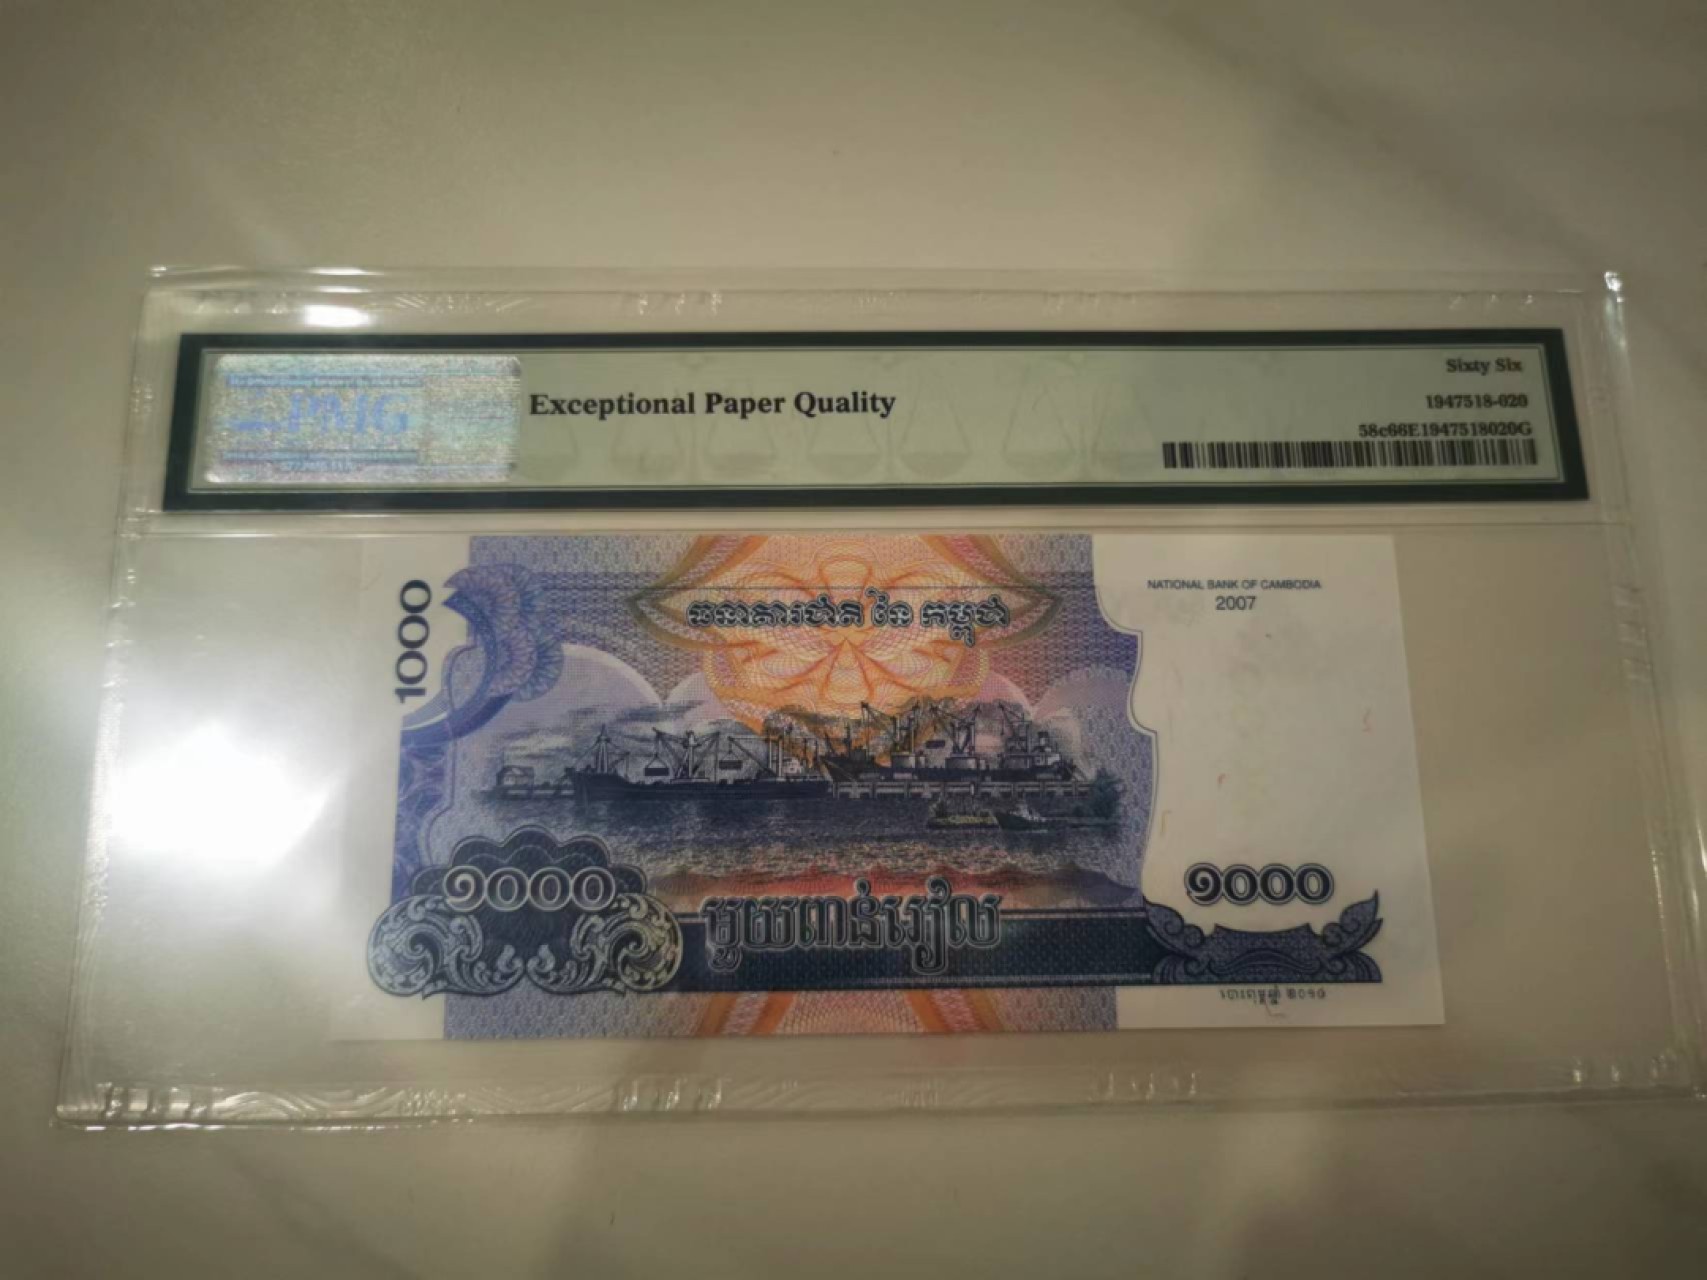 Sixty Six
PMG
Exceptional Paper Quality
1947518-020
58c66E1947518020G
1000
ធនាគារជាតិ នៃ កម្ពុជា
NATIONAL BANK OF CAMBODIA
2007
១០០០
មួយពាន់រៀល
១០០០